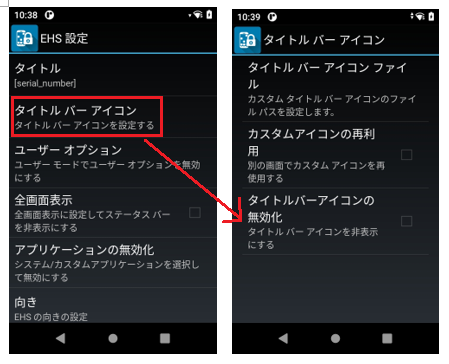 10:38
EHS 設定
タイトル
[serial_number]
タイトル バー アイコン
タイトル バー アイコンを設定する
ユーザー オプション
ユーザー モードでユーザー オプションを無効
にする
全画面表示
全画面表示に設定してステータス バー
を非表示にする
アプリケーションの無効化
システム/カスタムアプリケーションを選択し
て無効にする
向き
EHS の向きの設定
10:39
タイトル バー アイコン
タイトル バー アイコン ファイ
ル
カスタム タイトル バー アイコンのファイ
ル パスを設定します。
カスタムアイコンの再利
用
別の画面でカスタム アイコンを再
使用する
タイトルバーアイコンの
無効化
タイトル バー アイコンを非表示
にする